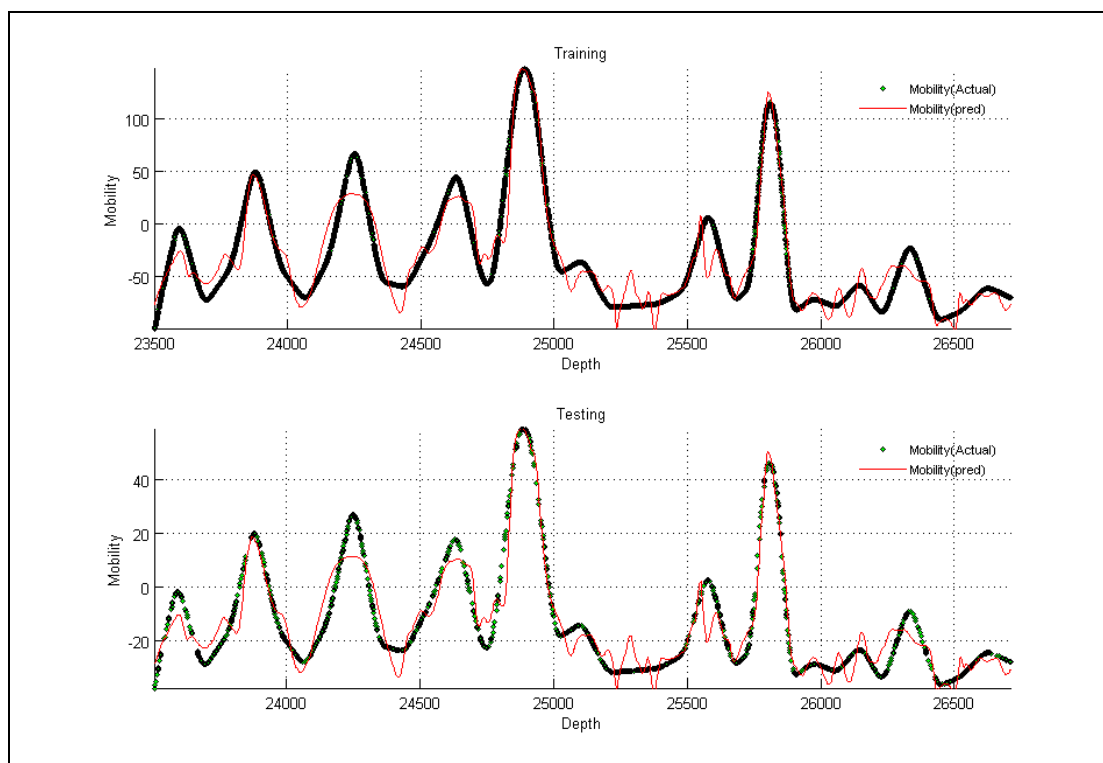 Training
Mobility(Actual)
Mobility(pred)
Mobility
100
50
0
-50
23500 24000 24500 25000 25500 26000 26500
Depth
Testing
Mobility(Actual)
Mobility(pred)
Mobility
40
20
0
-20
24000 24500 25000 25500 26000 26500
Depth